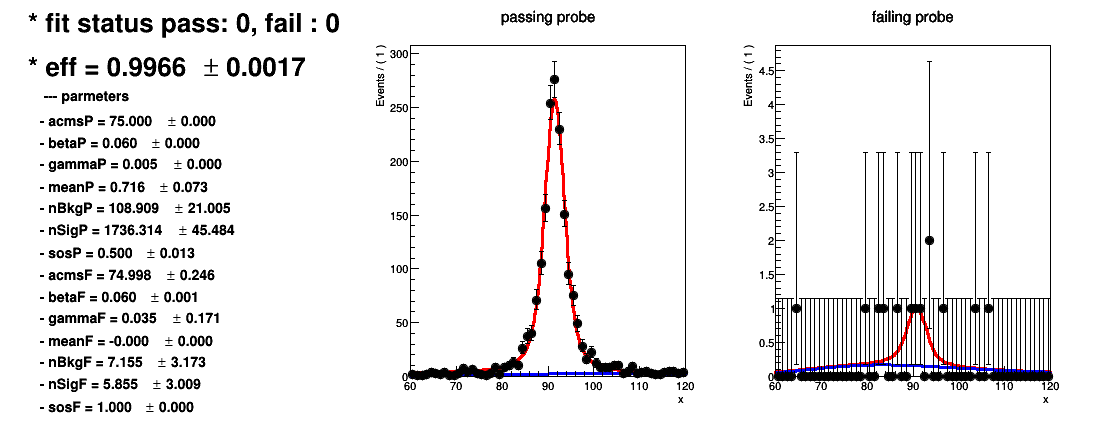 * fit status pass: 0, fail : 0
* eff = 0.9966 ± 0.0017
--- parmeters
- acmsP = 75.000 ± 0.000
- betaP = 0.060 ± 0.000
- gammaP = 0.005 ± 0.000
- meanP = 0.716 ± 0.073
- nBkgP = 108.909 ± 21.005
- nSigP = 1736.314 ± 45.484
- sosP = 0.500 ± 0.013
- acmsF = 74.998 ± 0.246
- betaF = 0.060 ± 0.001
- gammaF = 0.035 ± 0.171
- meanF = -0.000 ± 0.000
- nBkgF = 7.155 ± 3.173
- nSigF = 5.855 ± 3.009
- sosF = 1.000 ± 0.000
passing probe
Events / ( 1 )
300
250
200
150
100
50
0
60 70 80 90 100 110 120
x
failing probe
Events / ( 1 )
4.5
4
3.5
3
2.5
2
1.5
1
0.5
0
60 70 80 90 100 110 120
x